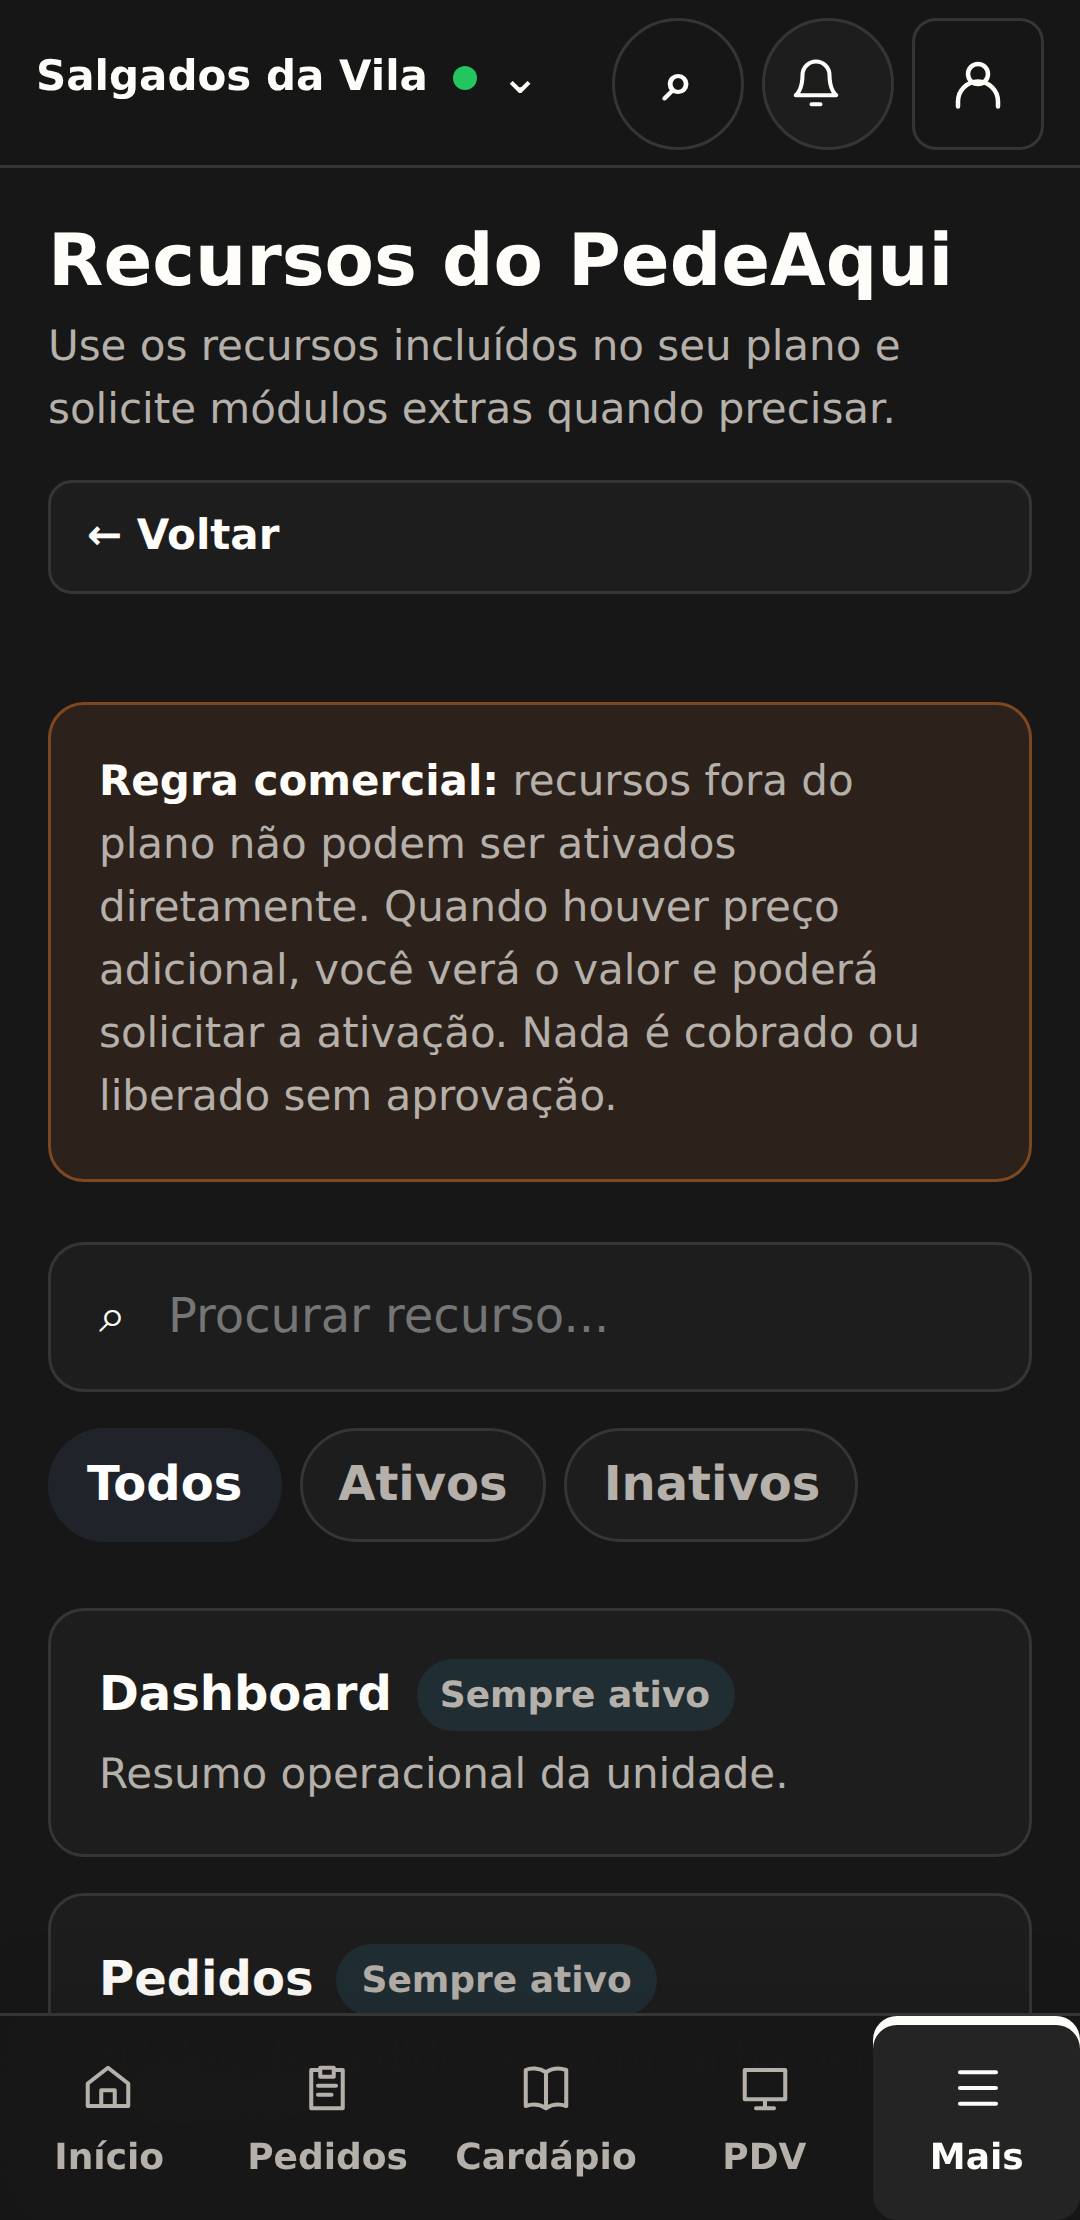 Salgados da Vila
Recursos do PedeAqui
Use os recursos incluídos no seu plano e
solicite módulos extras quando precisar.
← Voltar
Regra comercial: recursos fora do
plano não podem ser ativados
diretamente. Quando houver preço
adicional, você verá o valor e poderá
solicitar a ativação. Nada é cobrado ou
liberado sem aprovação.
Procurar recurso...
Todos Ativos Inativos
Dashboard Sempre ativo
Resumo operacional da unidade.
Pedidos Sempre ativo
Início Pedidos Cardápio PDV Mais